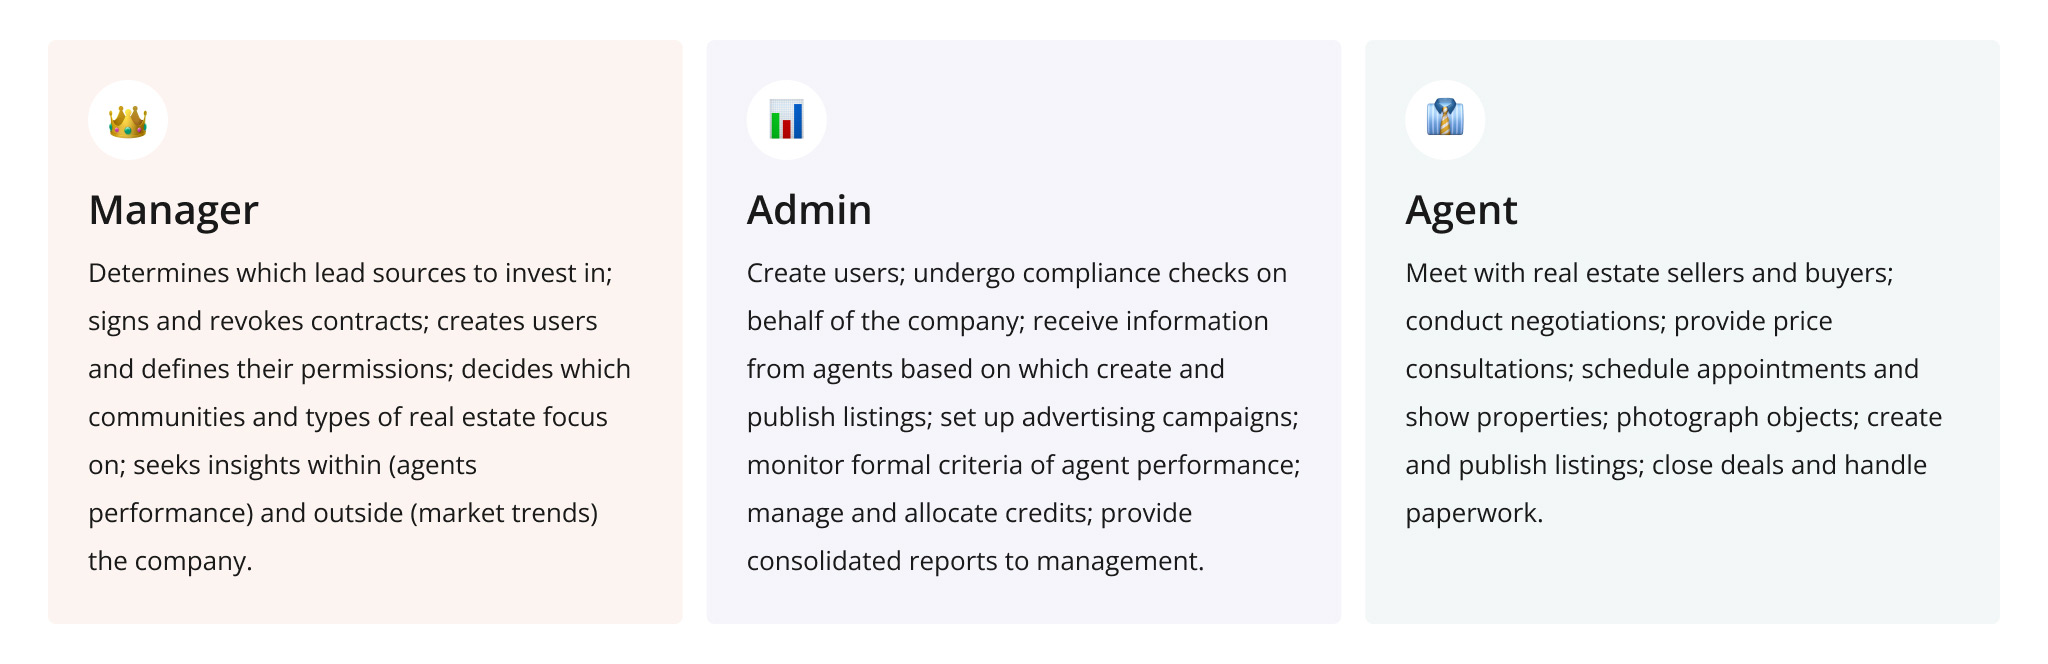 Manager
Determines which lead sources to invest in;
signs and revokes contracts; creates users
and defines their permissions; decides which
communities and types of real estate focus
on; seeks insights within (agents
performance) and outside (market trends)
the company.
Admin
Create users; undergo compliance checks on
behalf of the company; receive information
from agents based on which create and
publish listings; set up advertising campaigns;
monitor formal criteria of agent performance;
manage and allocate credits; provide
consolidated reports to management.
Agent
Meet with real estate sellers and buyers;
conduct negotiations; provide price
consultations; schedule appointments and
show properties; photograph objects; create
and publish listings; close deals and handle
paperwork.